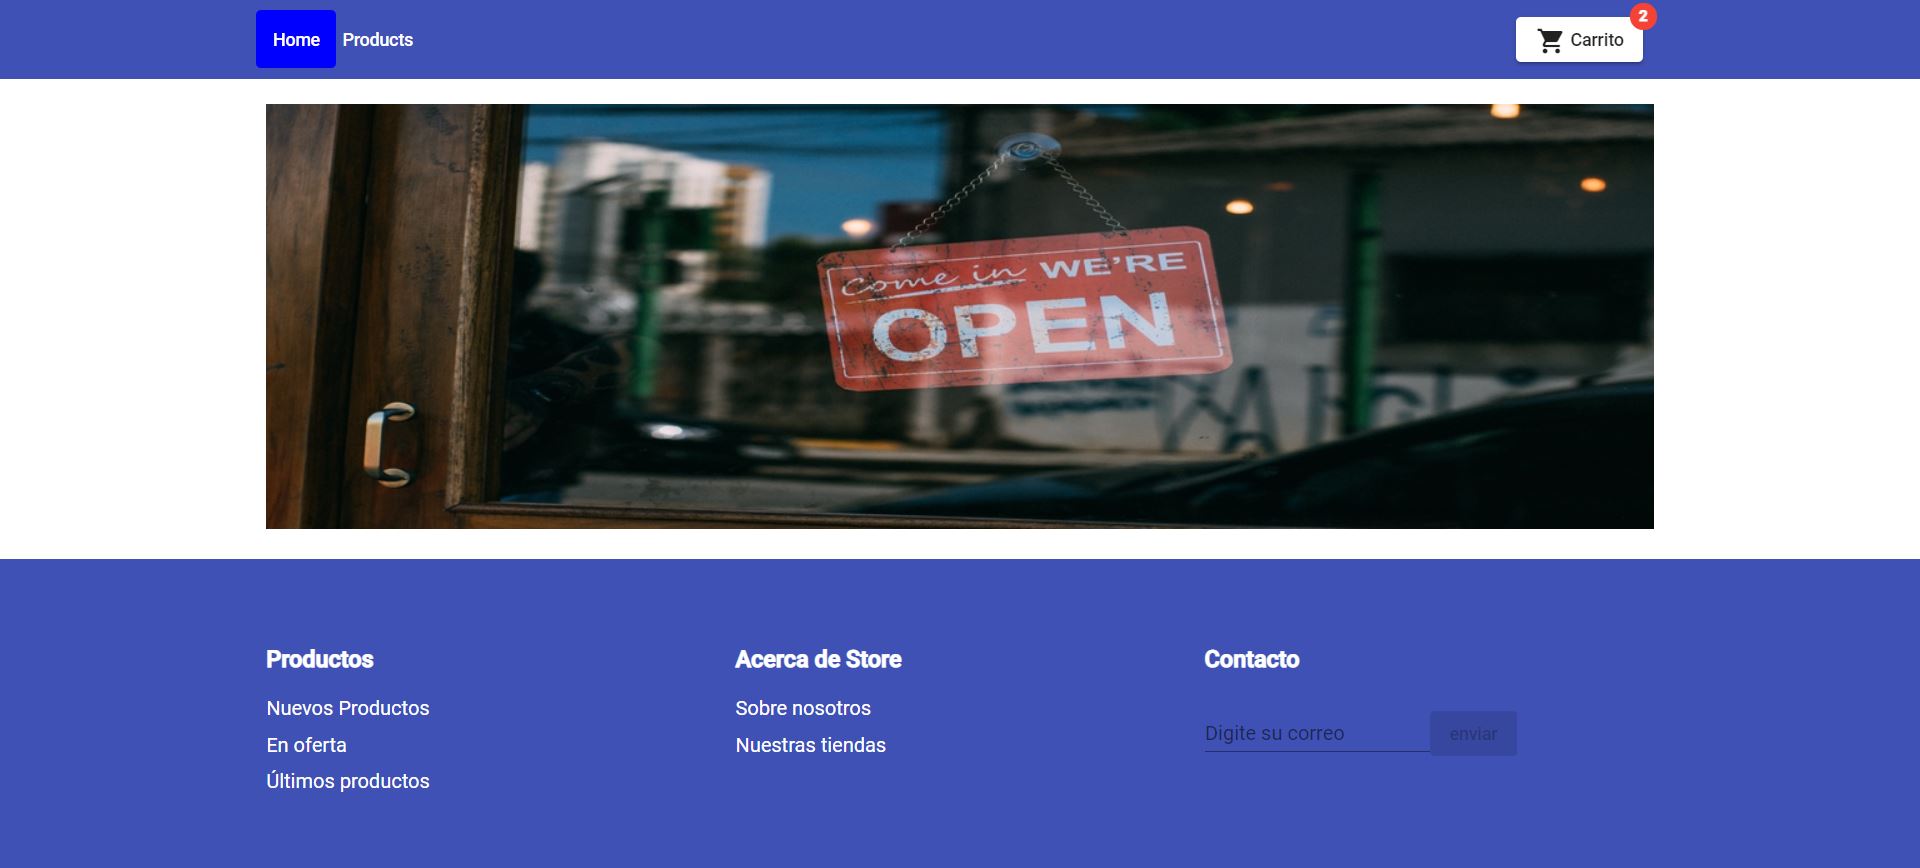 Home Products
2
Carrito
come in WE'RE
OPEN
Productos
Nuevos Productos
En oferta
Últimos productos
Acerca de Store
Sobre nosotros
Nuestras tiendas
Contacto
Digite su correo
enviar